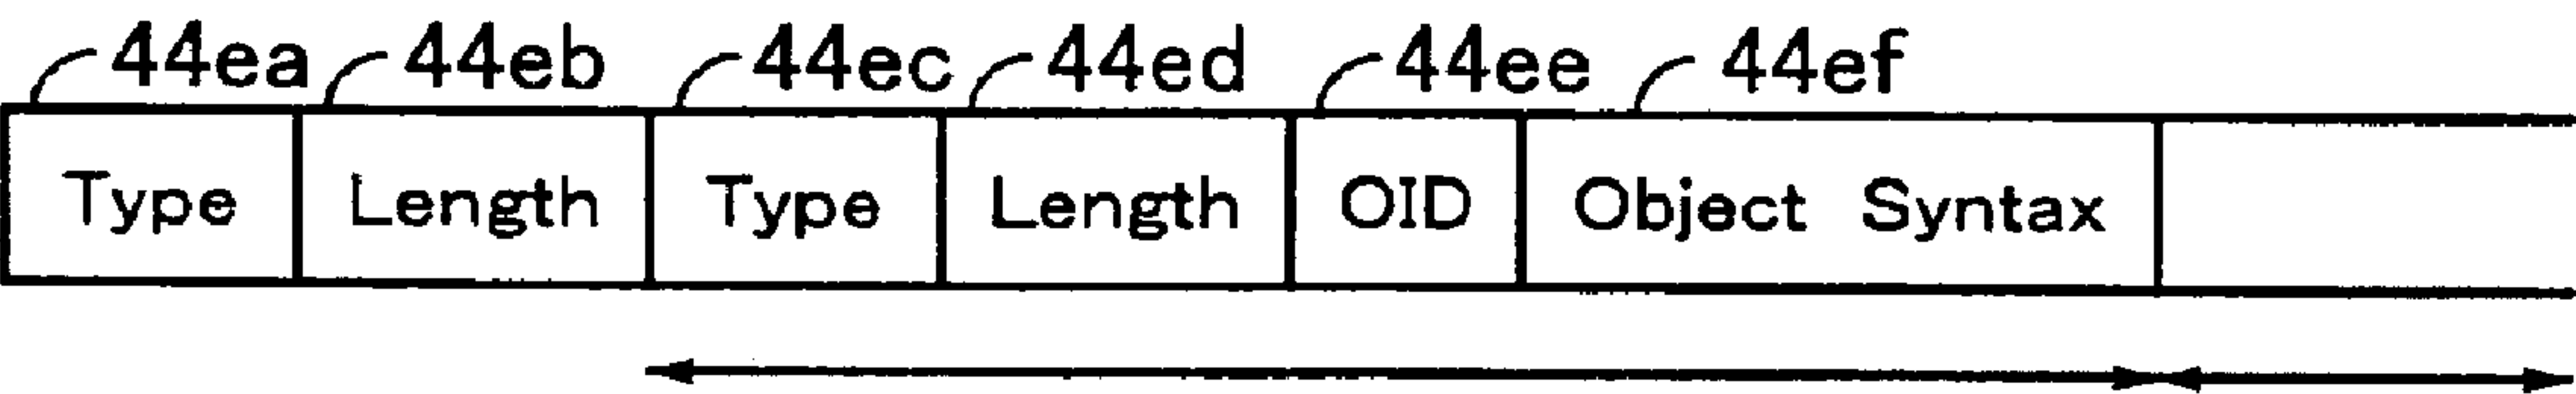 44ea 44eb 44ec 44ed 44ee 44ef
Type Length Type Length OID Object Syntax